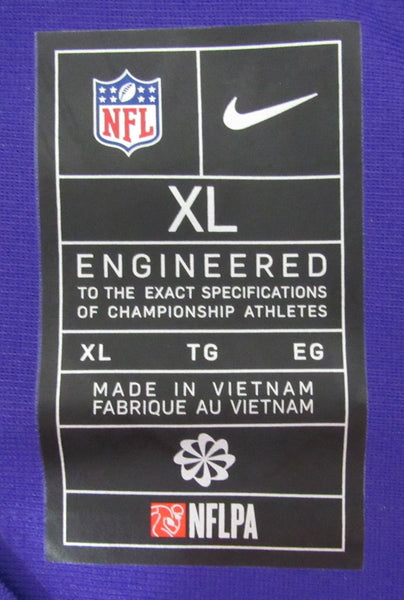 NFL
XL
ENGINEERED
TO THE EXACT SPECIFICATIONS
OF CHAMPIONSHIP ATHLETES
XL TG EG
MADE IN VIETNAM
FABRIQUE AU VIETNAM
NFLPA